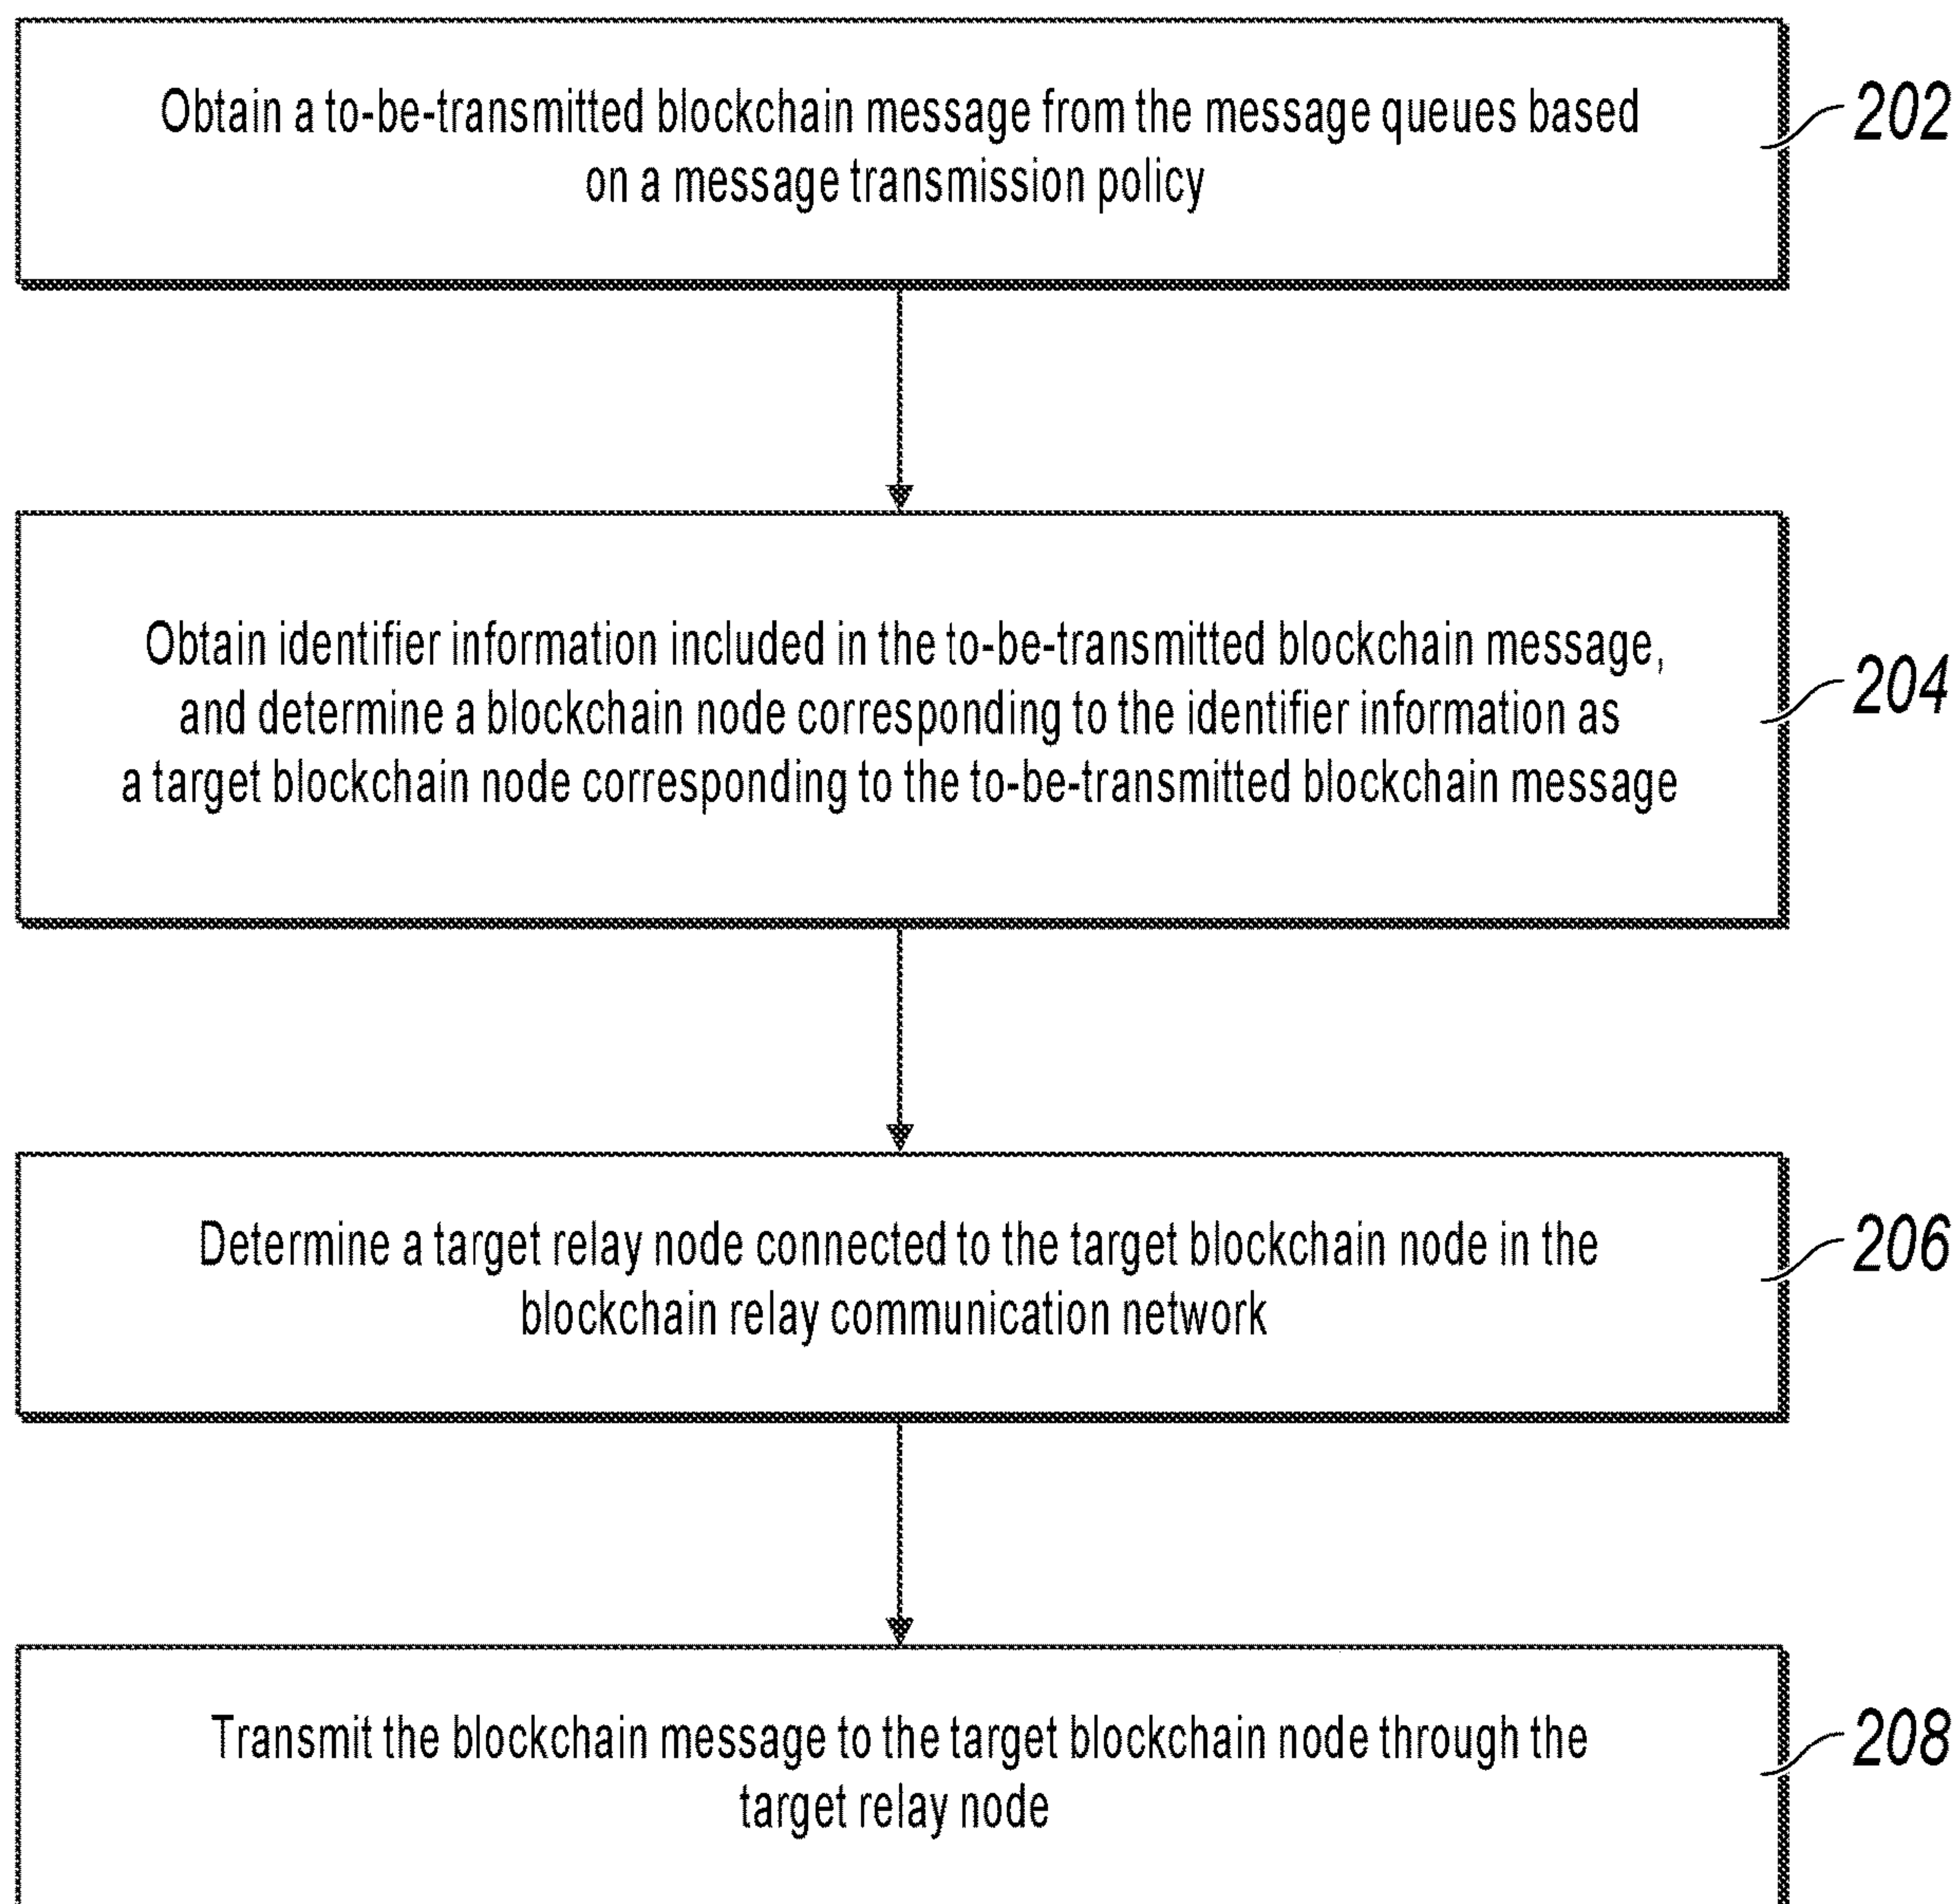 Obtain a to-be-transmitted blockchain message from the message queues based
on a message transmission policy
202
Obtain identifier information included in the to-be-transmitted blockchain message,
and determine a blockchain node corresponding to the identifier information as
a target blockchain node corresponding to the to-be-transmitted blockchain message
204
Determine a target relay node connected to the target blockchain node in the
blockchain relay communication network
206
Transmit the blockchain message to the target blockchain node through the
target relay node
208